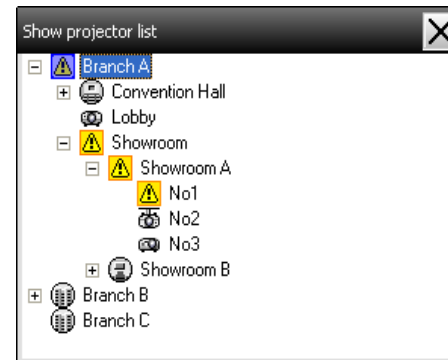 Show projector list
Branch A
Convention Hall
Lobby
Showroom
Showroom A
No1
No2
No3
Showroom B
Branch B
Branch C